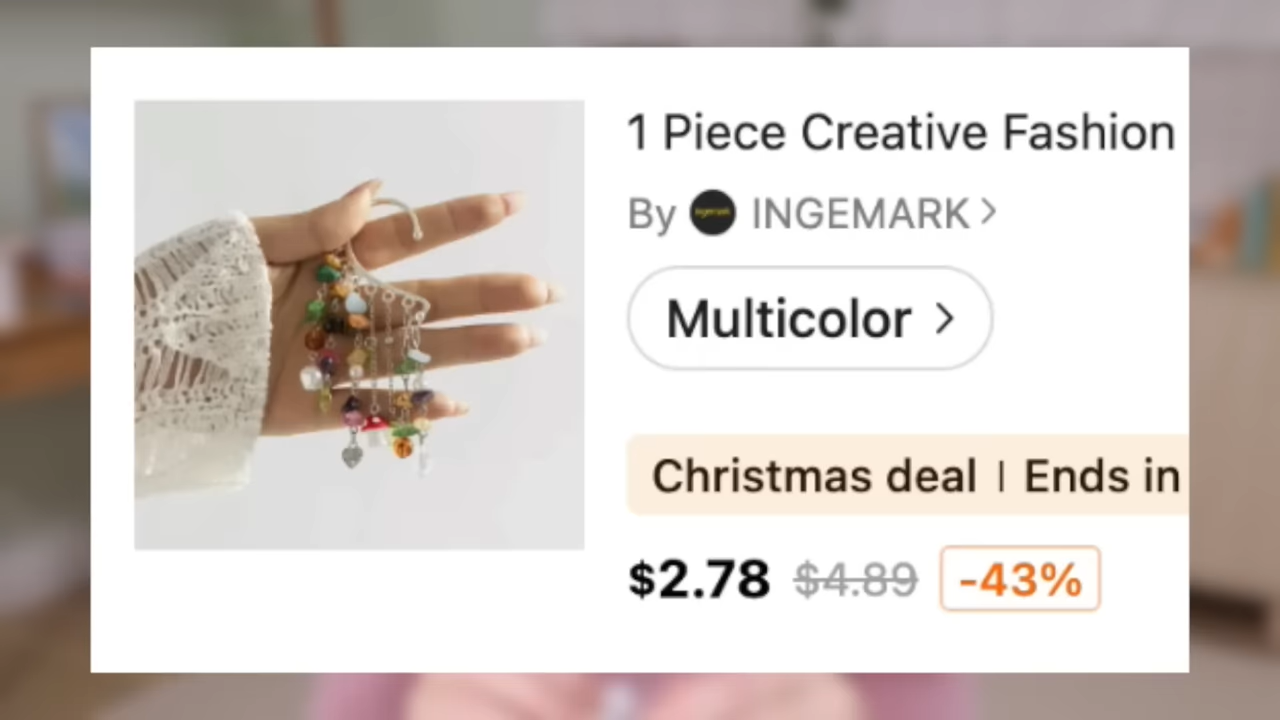 1 Piece Creative Fashion
By INGEMARK >
Multicolor >
Christmas deal | Ends in
$2.78 $4.89 -43%